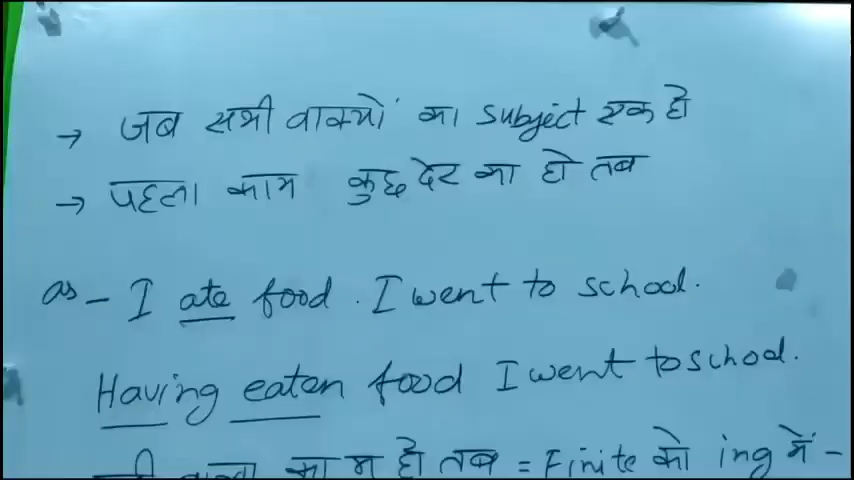 → जब सभी वाक्यों का subject एक हो
→ पहला काम कुछ देर का हो तब
as - I ate food. I went to school.
Having eaten food I went to school.
काम हो तब = Finite को ing में -